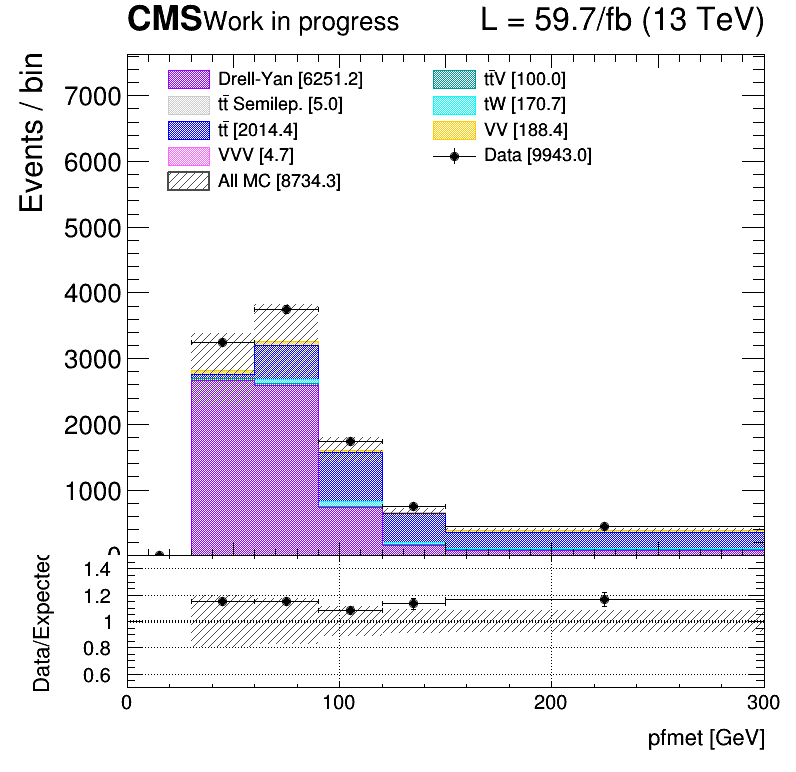 CMS Work in progress L = 59.7/fb (13 TeV)
Events / bin
7000
6000
5000
4000
3000
2000
1000
0
Drell-Yan [6251.2]
tt̄ Semilep. [5.0]
tt̄ [2014.4]
VVV [4.7]
All MC [8734.3]
tt̄V [100.0]
tW [170.7]
VV [188.4]
Data [9943.0]
Data/Expected
1.4
1.2
1
0.8
0.6
0 100 200 300
pfmet [GeV]